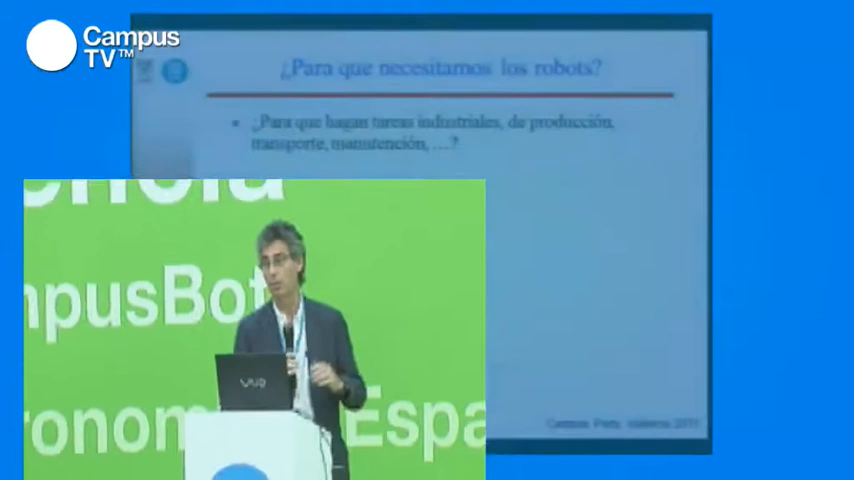 Campus
TV™
¿Para que necesitamos los robots?
• ¿Para que hagan tareas industriales, de producción,
transporte, manutención, …?
mpusBot
ronom
Espa
VAIO
Campus Party, Valencia 2011